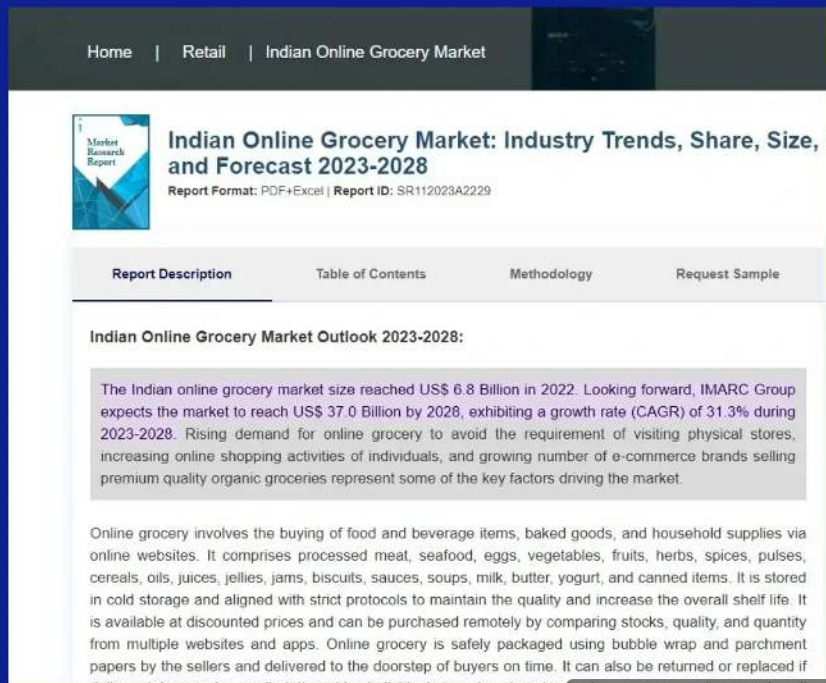 Home | Retail | Indian Online Grocery Market
Market
Research
Report
Indian Online Grocery Market: Industry Trends, Share, Size,
and Forecast 2023-2028
Report Format: PDF+Excel | Report ID: SR112023A2229
Report Description Table of Contents Methodology Request Sample
Indian Online Grocery Market Outlook 2023-2028:
The Indian online grocery market size reached US$ 6.8 Billion in 2022. Looking forward, IMARC Group
expects the market to reach US$ 37.0 Billion by 2028, exhibiting a growth rate (CAGR) of 31.3% during
2023-2028. Rising demand for online grocery to avoid the requirement of visiting physical stores,
increasing online shopping activities of individuals, and growing number of e-commerce brands selling
premium quality organic groceries represent some of the key factors driving the market.
Online grocery involves the buying of food and beverage items, baked goods, and household supplies via
online websites. It comprises processed meat, seafood, eggs, vegetables, fruits, herbs, spices, pulses,
cereals, oils, juices, jellies, jams, biscuits, sauces, soups, milk, butter, yogurt, and canned items. It is stored
in cold storage and aligned with strict protocols to maintain the quality and increase the overall shelf life. It
is available at discounted prices and can be purchased remotely by comparing stocks, quality, and quantity
from multiple websites and apps. Online grocery is safely packaged using bubble wrap and parchment
papers by the sellers and delivered to the doorstep of buyers on time. It can also be returned or replaced if